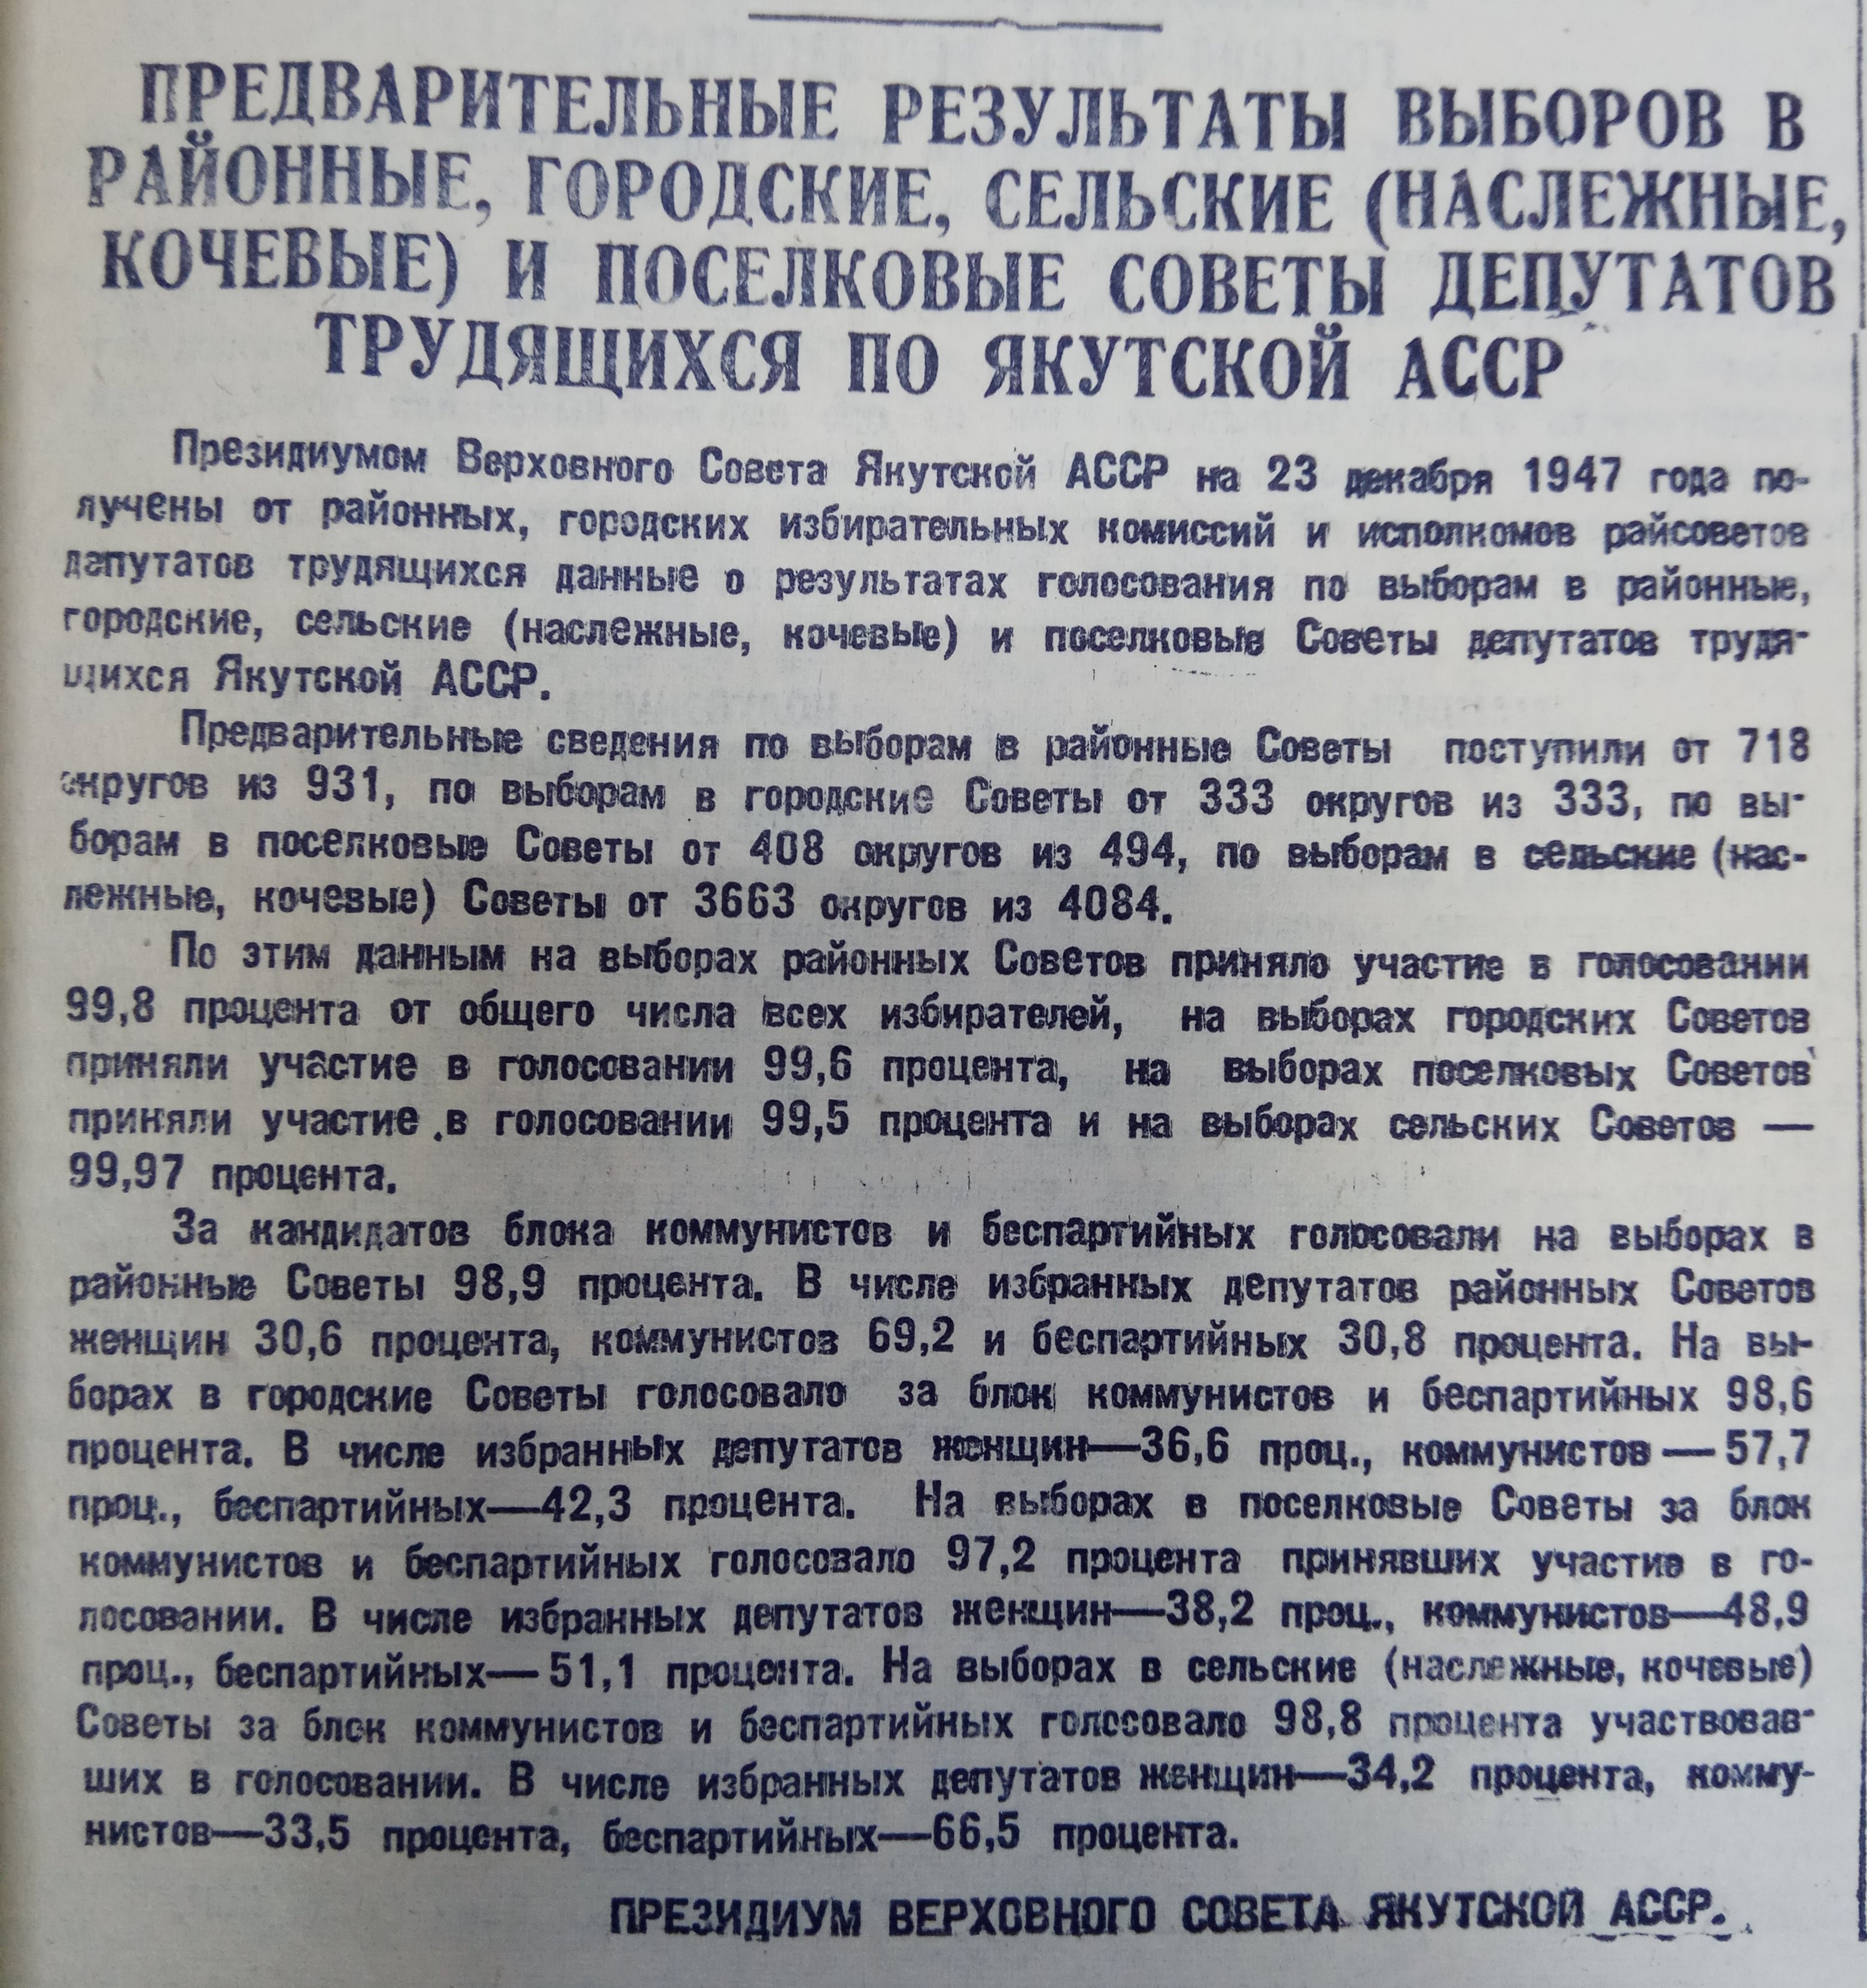 ПРЕДВАРИТЕЛЬНЫЕ РЕЗУЛЬТАТЫ ВЫБОРОВ В
РАЙОННЫЕ, ГОРОДСКИЕ, СЕЛЬСКИЕ (НАСЛЕЖНЫЕ,
КОЧЕВЫЕ) И ПОСЕЛКОВЫЕ СОВЕТЫ ДЕПУТАТОВ
ТРУДЯЩИХСЯ ПО ЯКУТСКОЙ АССР
Президиумом Верховного Совета Якутской АССР на 23 декабря 1947 года по-
лучены от районных, городских избирательных комиссий и исполкомов райсоветов
депутатов трудящихся данные о результатах голосования по выборам в районные,
городские, сельские (наслежные, кочевые) и поселковые Советы депутатов трудя-
щихся Якутской АССР.
Предварительные сведения по выборам в районные Советы поступили от 718
округов из 931, по выборам в городские Советы от 333 округов из 333, по вы-
борам в поселковые Советы от 408 округов из 494, по выборам в сельские (нас-
лежные, кочевые) Советы от 3663 округов из 4084.
По этим данным на выборах районных Советов приняло участие в голосовании
99,8 процента от общего числа всех избирателей, на выборах городских Советов
приняли участие в голосовании 99,6 процента, на выборах поселковых Советов
приняли участие в голосовании 99,5 процента и на выборах сельских Советов —
99,97 процента.
За кандидатов блока коммунистов и беспартийных голосовали на выборах в
районные Советы 98,9 процента. В числе избранных депутатов районных Советов
женщин 30,6 процента, коммунистов 69,2 и беспартийных 30,8 процента. На вы-
борах в городские Советы голосовало за блок коммунистов и беспартийных 98,6
процента. В числе избранных депутатов женщин—36,6 проц., коммунистов — 57,7
проц., беспартийных—42,3 процента. На выборах в поселковые Советы за блок
коммунистов и беспартийных голосовало 97,2 процента принявших участие в го-
лосовании. В числе избранных депутатов женщин—38,2 проц., коммунистов—48,9
проц., беспартийных— 51,1 процента. На выборах в сельские (наслежные, кочевые)
Советы за блок коммунистов и беспартийных голосовало 98,8 процента участвовав-
ших в голосовании. В числе избранных депутатов женщин—34,2 процента, комму-
нистов—33,5 процента, беспартийных—66,5 процента.
ПРЕЗИДИУМ ВЕРХОВНОГО СОВЕТА ЯКУТСКОЙ АССР.